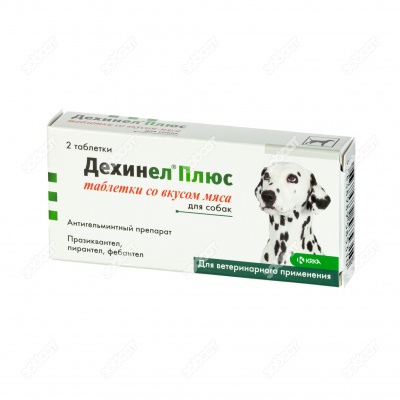 2 таблетки
Дехинел® Плюс
таблетки со вкусом мяса
для собак
Антигельминтный препарат
Празиквантел,
пирантел, фебантел
Для ветеринарного применения
KRKA